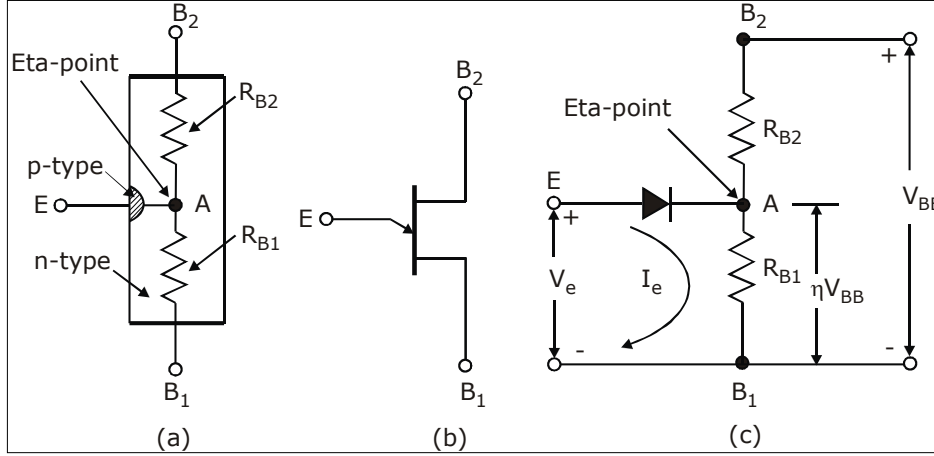 B2
Eta-point
RB2
p-type
E
A
RB1
n-type
B1
(a)
B2
E
B1
(b)
B2
+
Eta-point
RB2
E
A
VBB
+
RB1
Ve
Ie
ηVBB
-
-
B1
(c)